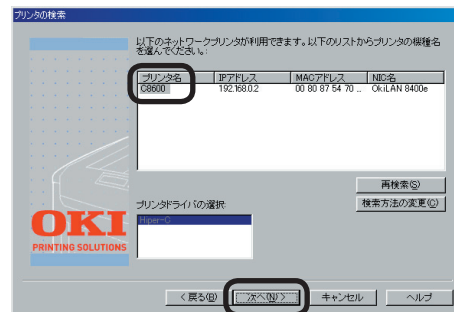 プリンタの検索
以下のネットワークプリンタが利用できます。以下のリストからプリンタの機種名
を選んでください。:
プリンタ名 IPアドレス MACアドレス NIC名
C8600 192.168.0.2 00 80 87 54 70 ... OkiLAN 8400e
再検索(S)
検索方法の変更(C)
プリンタドライバの選択:
Hiper-C
OKI
PRINTING SOLUTIONS
< 戻る(B) 次へ(N) > キャンセル ヘルプ